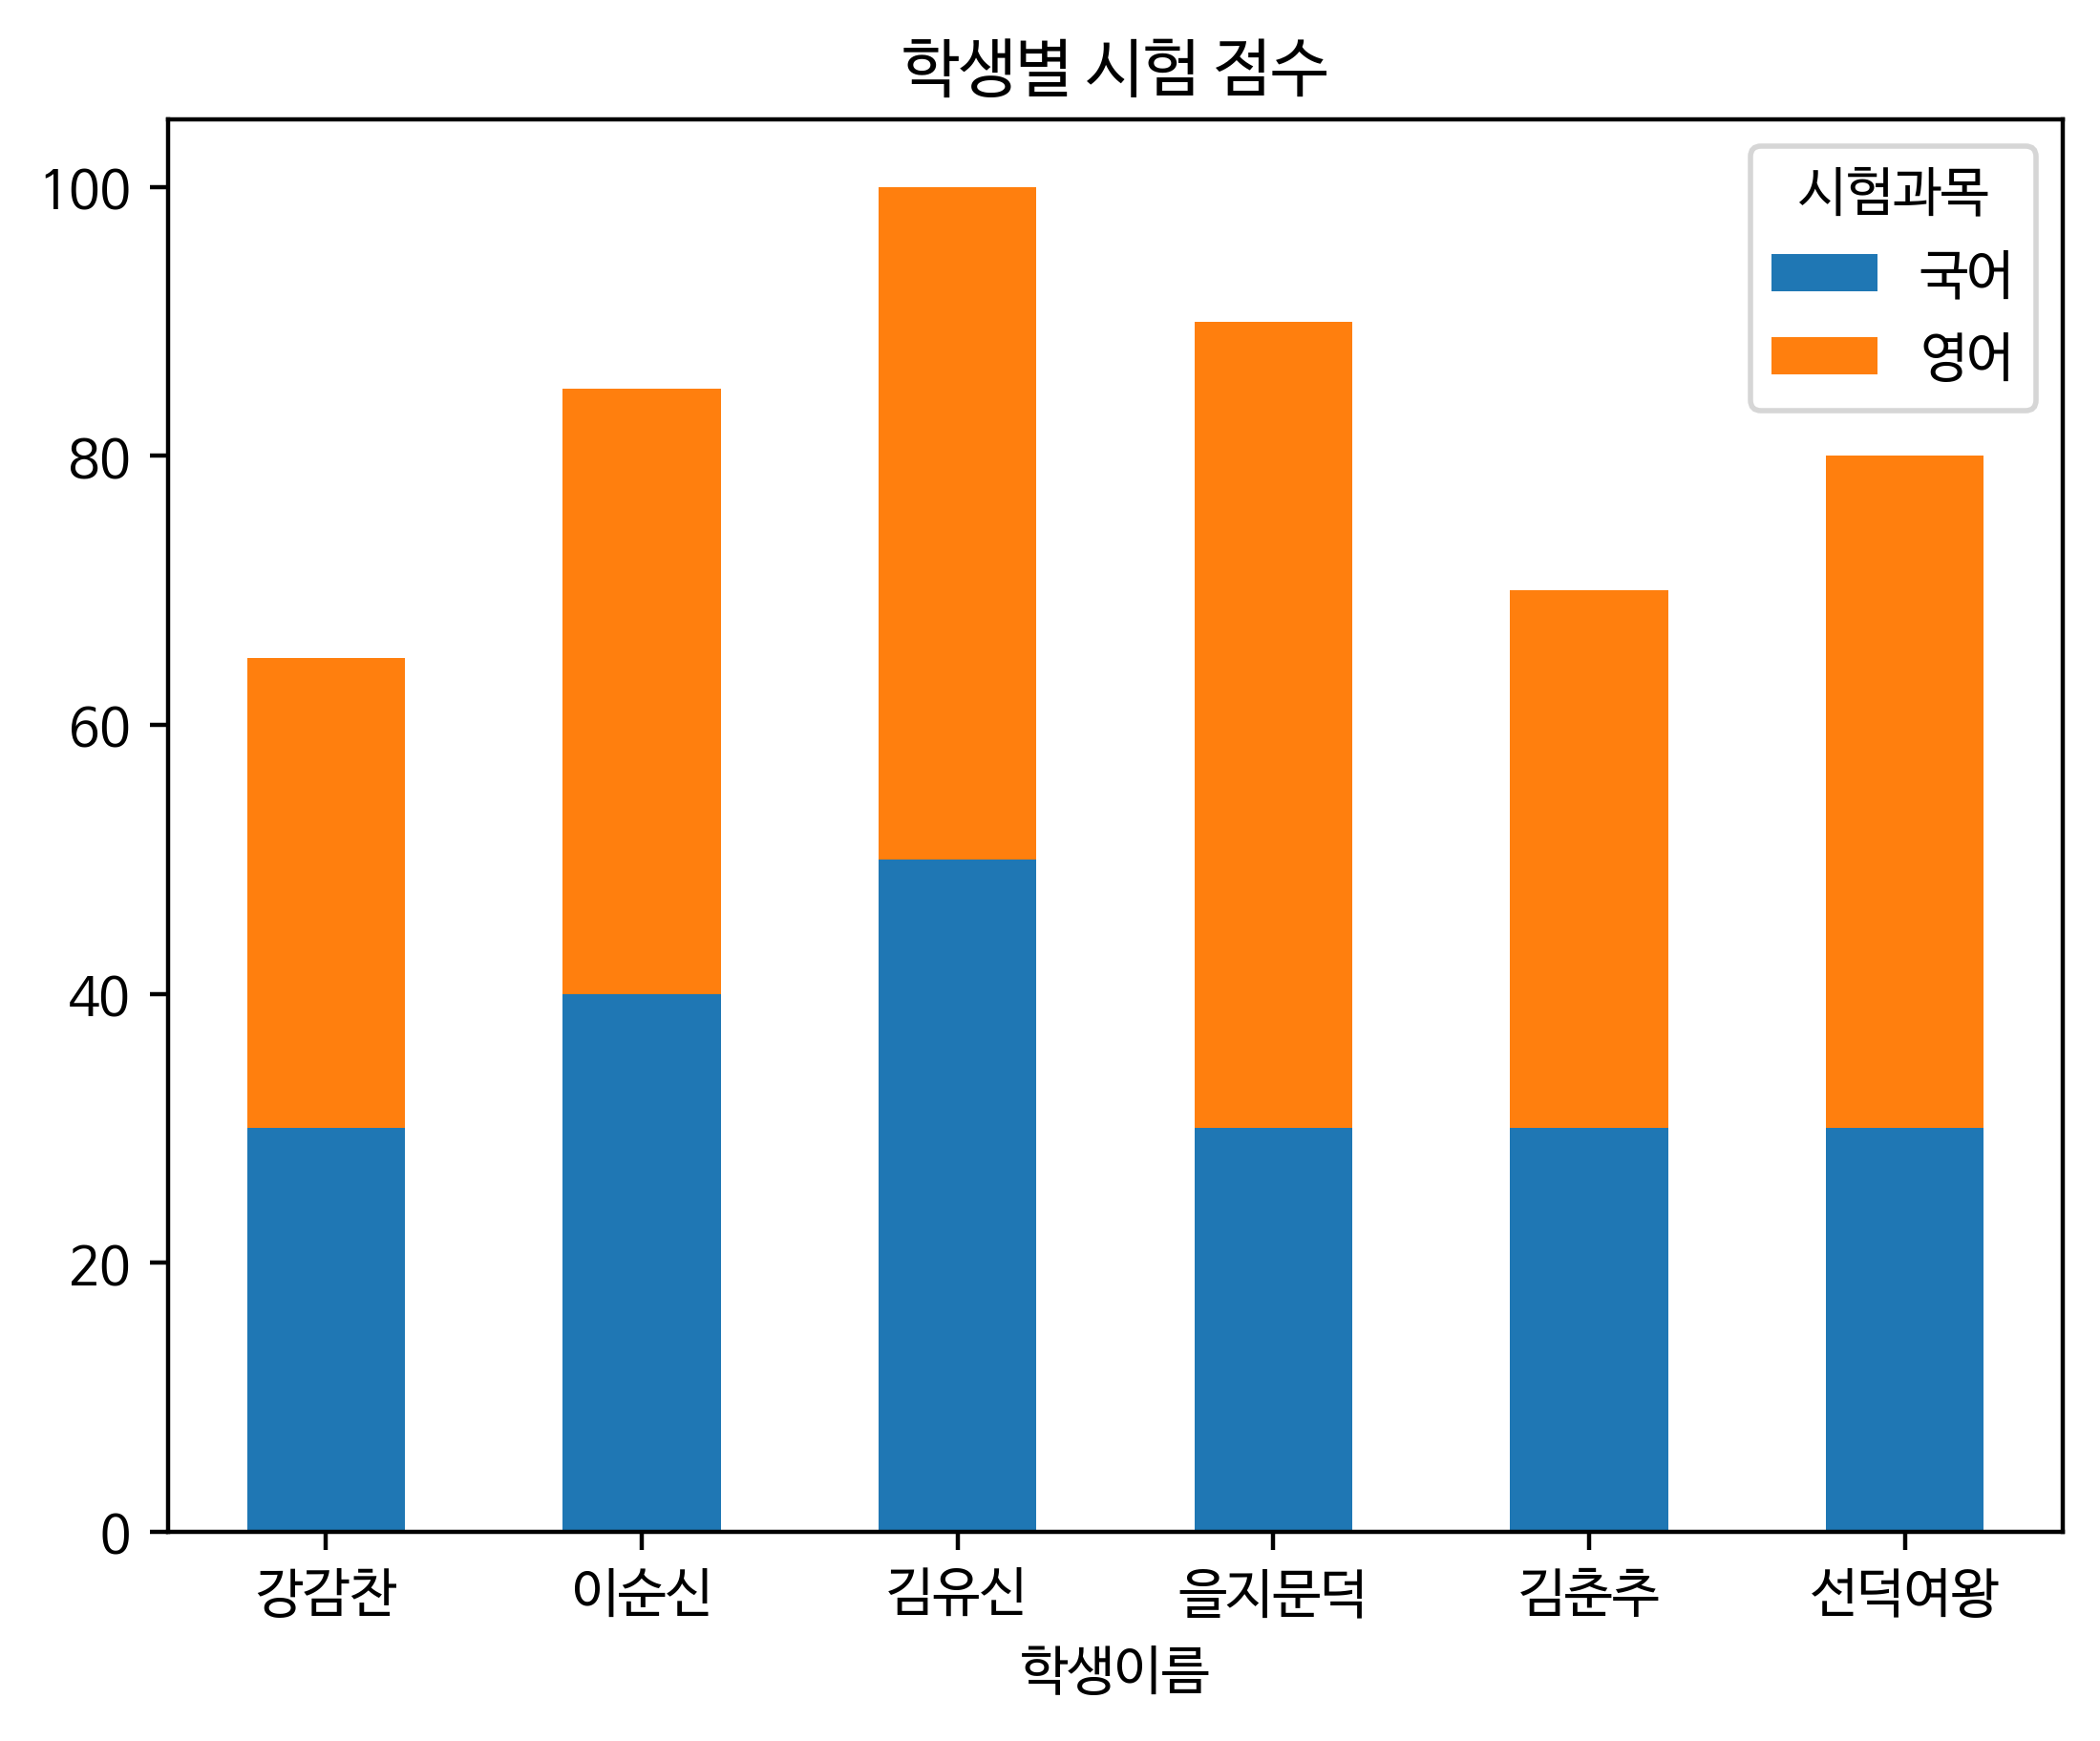 학생별 시험 점수
시험과목
국어
영어
100
80
60
40
20
0
강감찬 이순신 김유신 을지문덕 김춘추 선덕여왕
학생이름